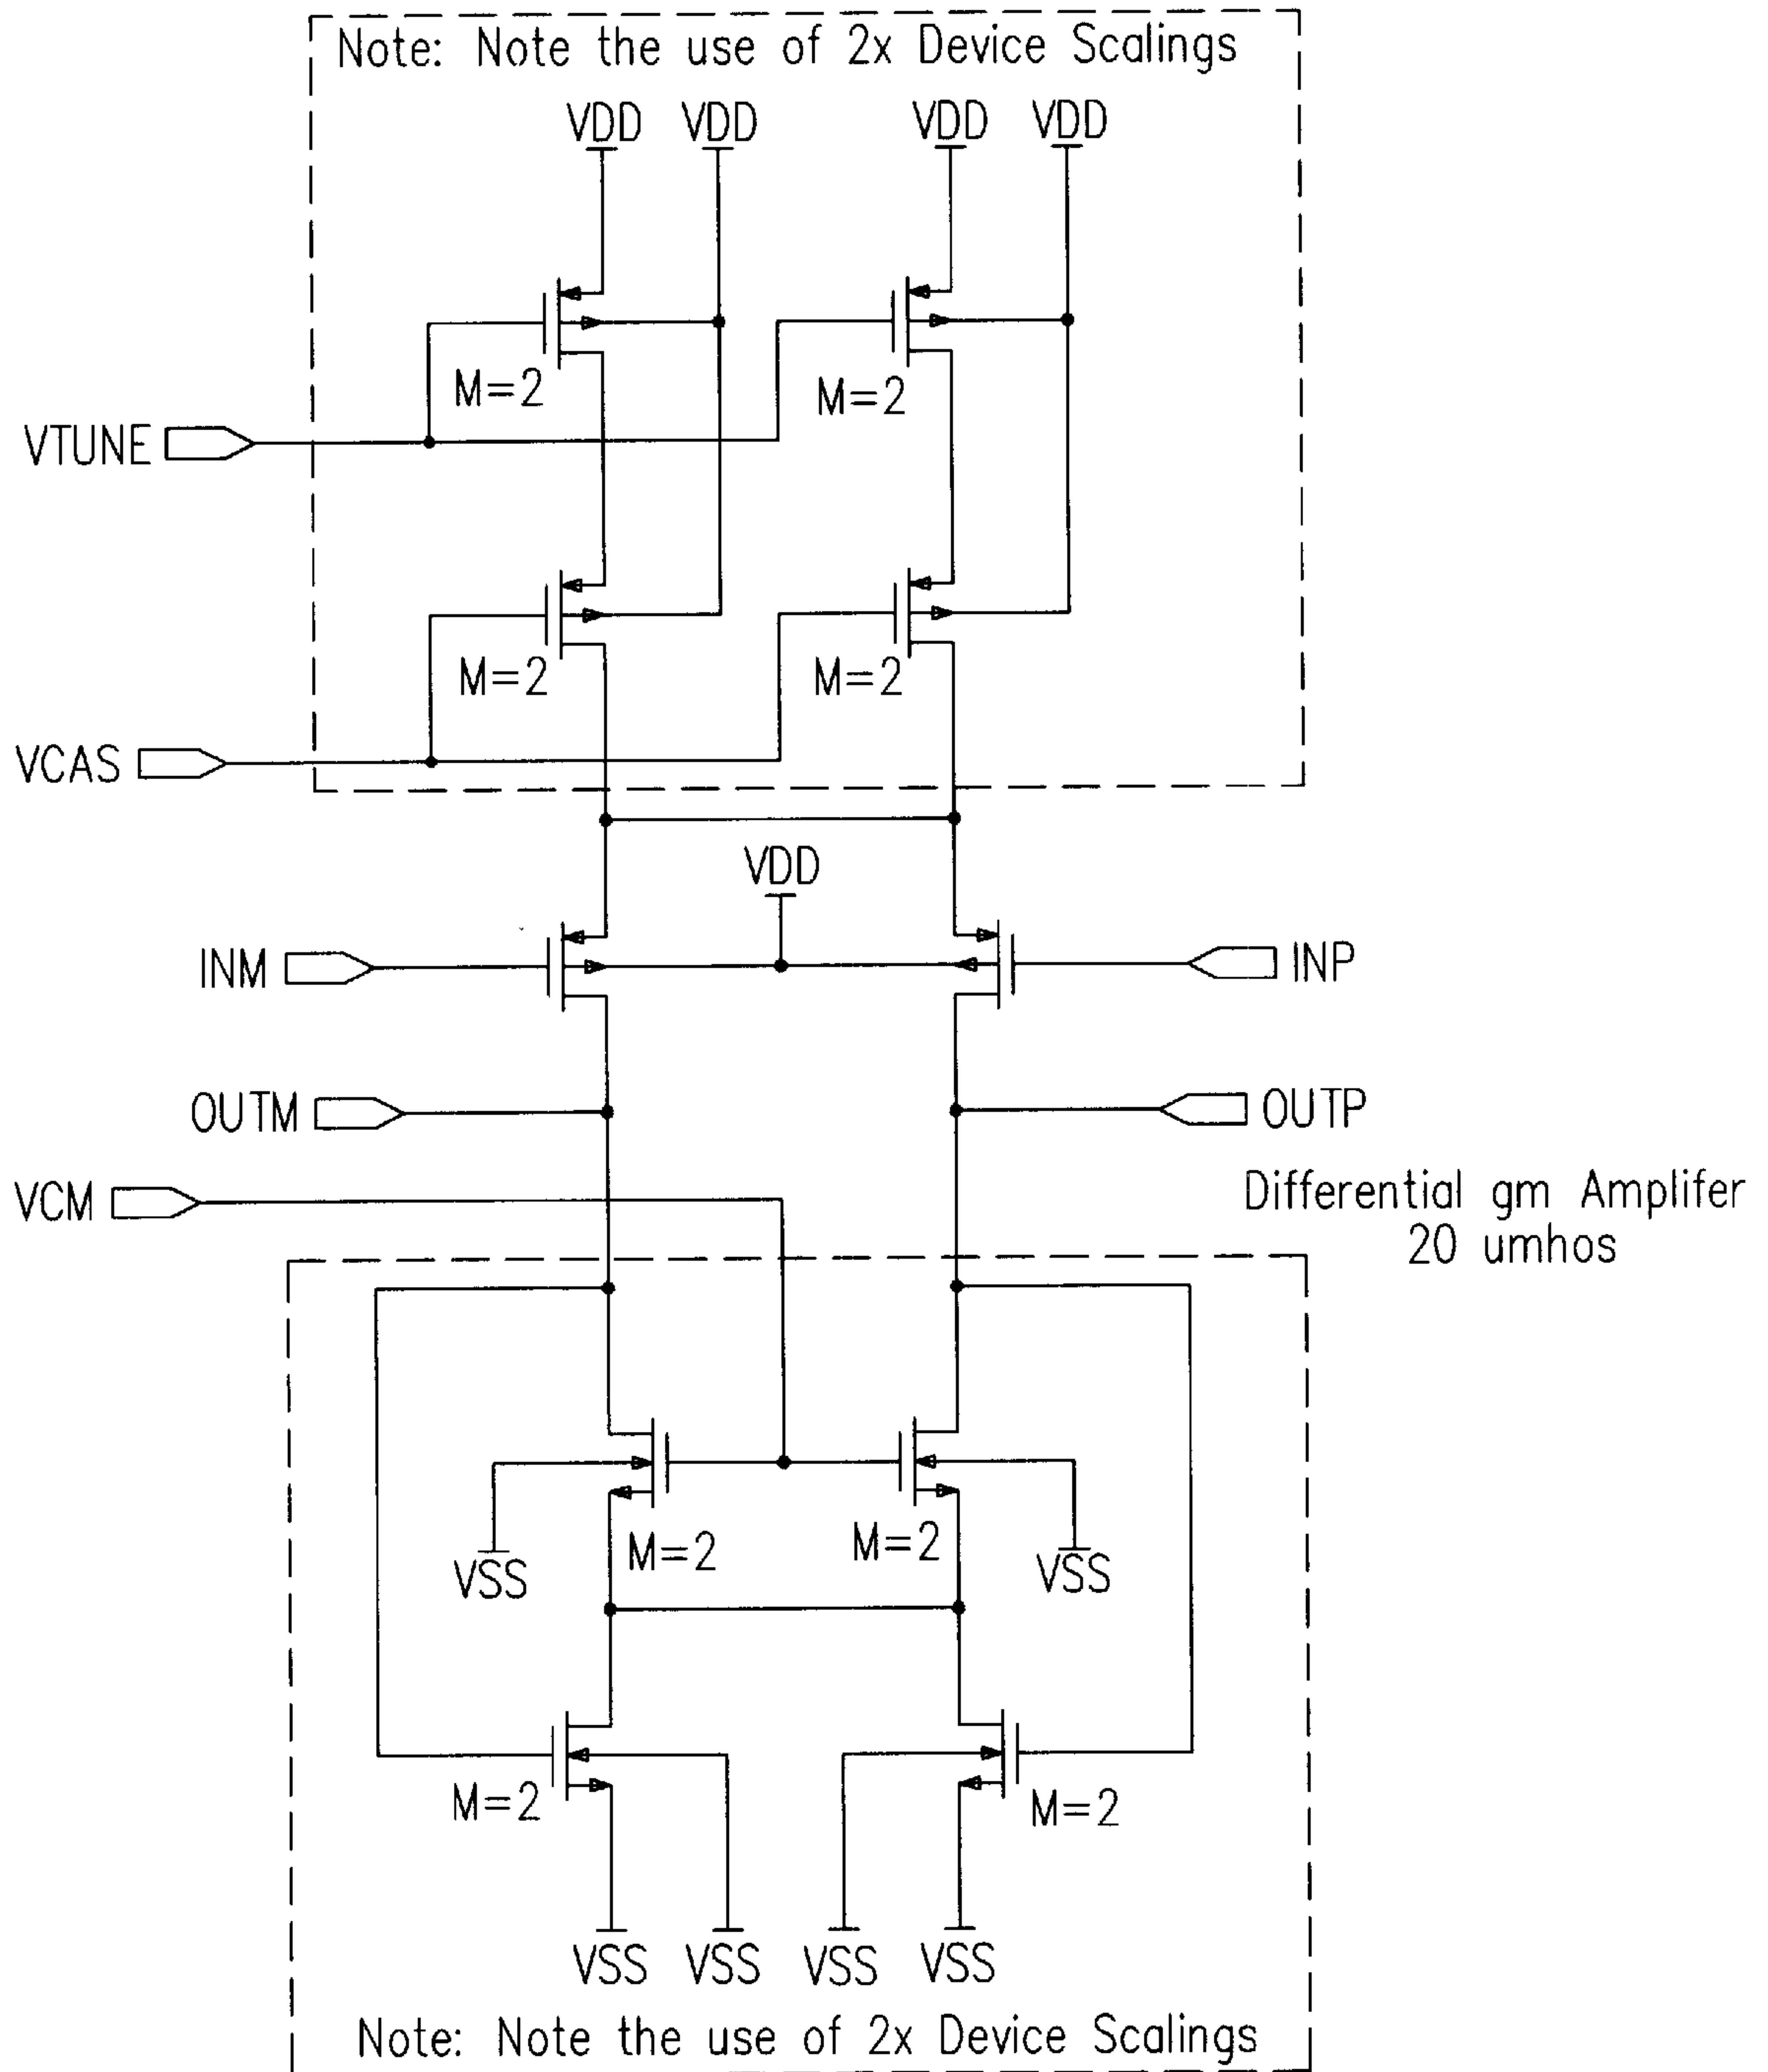 Note: Note the use of 2x Device Scalings
VDD VDD VDD VDD
M=2 M=2
VTUNE
M=2 M=2
VCAS
VDD
INM INP
OUTM OUTP
VCM
Differential gm Amplifer
20 umhos
M=2 M=2
VSS VSS
M=2 M=2
VSS VSS VSS VSS
Note: Note the use of 2x Device Scalings